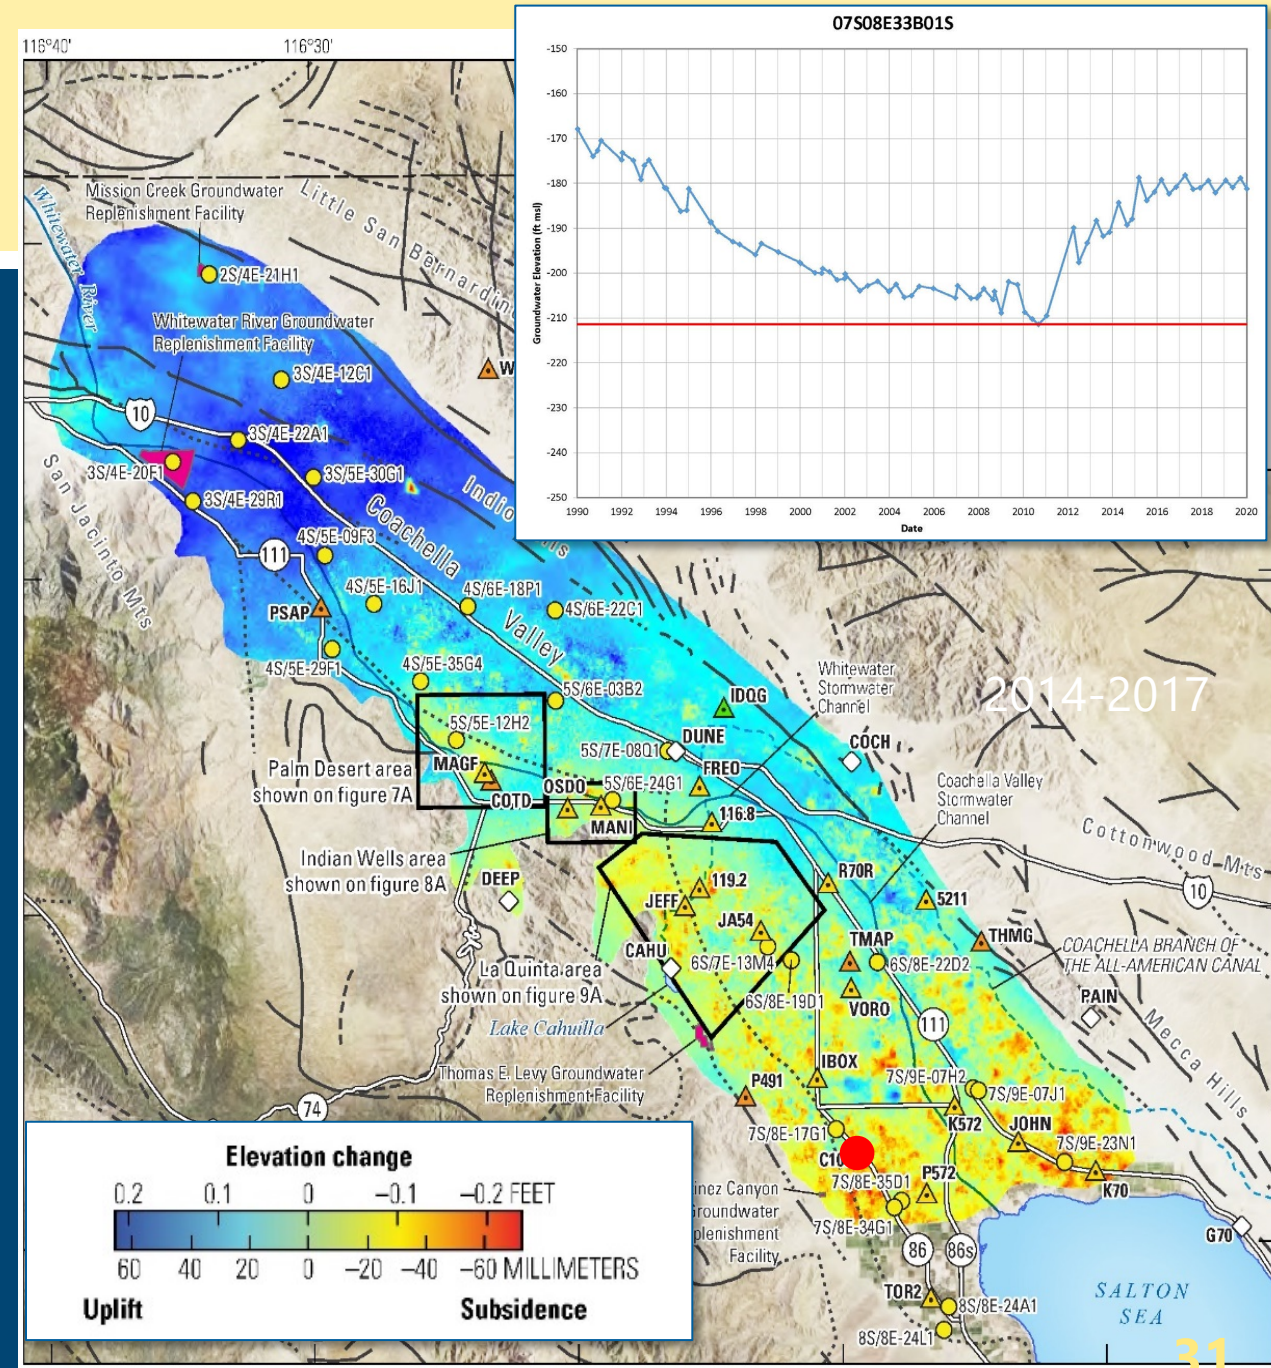 07S08E33B01S
-150
-160
-170
-180
-190
-200
-210
-220
-230
-240
-250
Groundwater Elevation (ft msl)
1990 1992 1994 1996 1998 2000 2002 2004 2006 2008 2010 2012 2014 2016 2018 2020
Date
116°40' 116°30'
Mission Creek Groundwater
Replenishment Facility
Little San Bernardin
Whitewater River
2S/4E-21H1
Whitewater River Groundwater
Replenishment Facility
W
3S/4E-12C1
10
3S/4E-22A1
3S/4E-20F1
3S/5E-30G1
3S/4E-29R1
Indio
San Jacinto Mts
Coachella Valley
4S/5E-09F3
111
4S/5E-16J1
4S/6E-18P1
4S/6E-22C1
PSAP
4S/5E-29F1
4S/5E-35G4
5S/6E-03B2
Whitewater
Stormwater
Channel
2014-2017
IDQG
5S/5E-12H2
DUNE
5S/7E-08Q1
COCH
Palm Desert area
shown on figure 7A
MAGF
COTD
OSDO
5S/6E-24G1
FREO
MANI
116.8
Coachella Valley
Stormwater
Channel
Cottonwood Mts
10
Indian Wells area
shown on figure 8A
DEEP
119.2
R70R
JEFF
5211
JA54
CAHU
TMAP
THMG
6S/7E-13M4
6S/8E-22D2
COACHELLA BRANCH OF
THE ALL-AMERICAN CANAL
La Quinta area
shown on figure 9A
6S/8E-19D1
VORO
PAIN
Lake Cahuilla
111
Mecca Hills
Thomas E. Levy Groundwater
Replenishment Facility
IBOX
P491
7S/9E-07H2
7S/9E-07J1
74
K572
7S/8E-17G1
JOHN
7S/9E-23N1
C10
P572
K70
7S/8E-35D1
inez Canyon
roundwater
plenishment
Facility
7S/8E-34G1
G70
86 86s
TOR2
8S/8E-24A1
8S/8E-24L1
SALTON
SEA
Elevation change
0.2 0.1 0 –0.1 –0.2 FEET
60 40 20 0 –20 –40 –60 MILLIMETERS
Uplift Subsidence
31